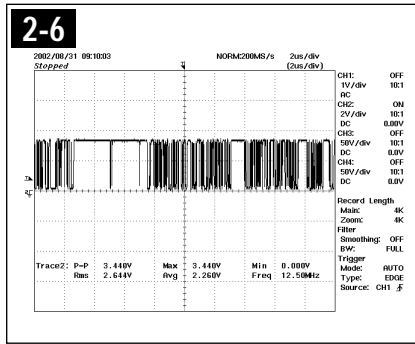 2-6
2002/08/31 09:10:03 NORM:200MS/s 2us/div
Stopped (2us/div)
CH1: OFF
1V/div 10:1
AC
CH2: ON
2V/div 10:1
DC 0.00V
CH3: OFF
50V/div 10:1
DC 0.0V
CH4: OFF
50V/div 10:1
DC 0.0V
Record Length
Main: 4K
Zoom: 4K
Filter
Smoothing: OFF
BW: FULL
Trigger
Mode: AUTO
Type: EDGE
Source: CH1
Trace2: P-P 3.440V Max 3.440V Min 0.000V
Rms 2.644V Avg 2.260V Freq 12.50MHz